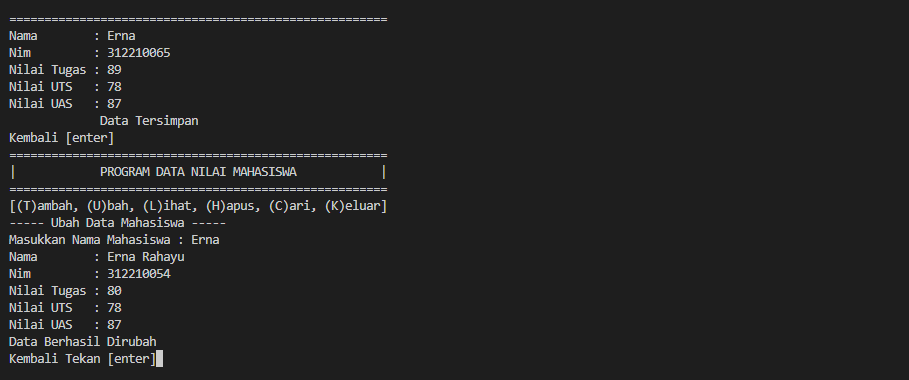 ======================================================
Nama        : Erna
Nim         : 312210065
Nilai Tugas : 89
Nilai UTS   : 78
Nilai UAS   : 87
             Data Tersimpan
Kembali [enter]
======================================================
|            PROGRAM DATA NILAI MAHASISWA            |
======================================================
[(T)ambah, (U)bah, (L)ihat, (H)apus, (C)ari, (K)eluar]
----- Ubah Data Mahasiswa -----
Masukkan Nama Mahasiswa : Erna
Nama        : Erna Rahayu
Nim         : 312210054
Nilai Tugas : 80
Nilai UTS   : 78
Nilai UAS   : 87
Data Berhasil Dirubah
Kembali Tekan [enter]